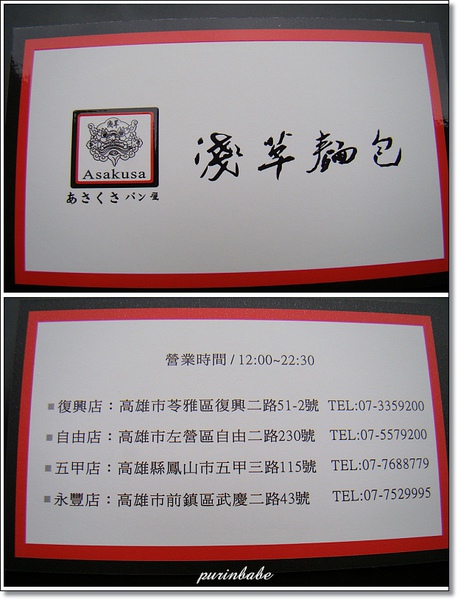 淺草
Asakusa
あさくさパン屋
淺草麵包
營業時間 / 12:00~22:30
■復興店：高雄市苓雅區復興二路51-2號 TEL:07-3359200
■自由店：高雄市左營區自由二路230號 TEL:07-5579200
■五甲店：高雄縣鳳山市五甲三路115號 TEL:07-7688779
■永豐店：高雄市前鎮區武慶二路43號 TEL:07-7529995
purinbabe